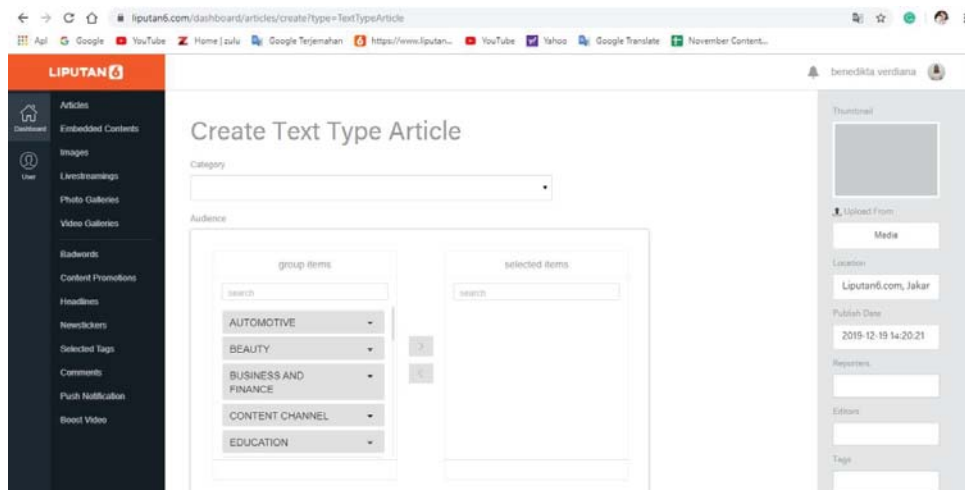 liputan6.com/dashboard/articles/create?type=TextTypeArticle
Apl Google YouTube Home | zulu Google Terjemahan https://www.liputan... YouTube Yahoo Google Translate November Content...
LIPUTAN 6
benedikta verdiana
Dashboard
User
Articles
Embedded Contents
Images
Livestreamings
Photo Galleries
Video Galleries
Badwords
Content Promotions
Headlines
Newstickers
Selected Tags
Comments
Push Notification
Boost Video
Create Text Type Article
Category
Audience
group items
search
AUTOMOTIVE
BEAUTY
BUSINESS AND
FINANCE
CONTENT CHANNEL
EDUCATION
>
<
selected items
search
Thumbnail
Upload From
Media
Location
Liputan6.com, Jakar
Publish Date
2019-12-19 14:20:21
Reporters
Editors
Tags